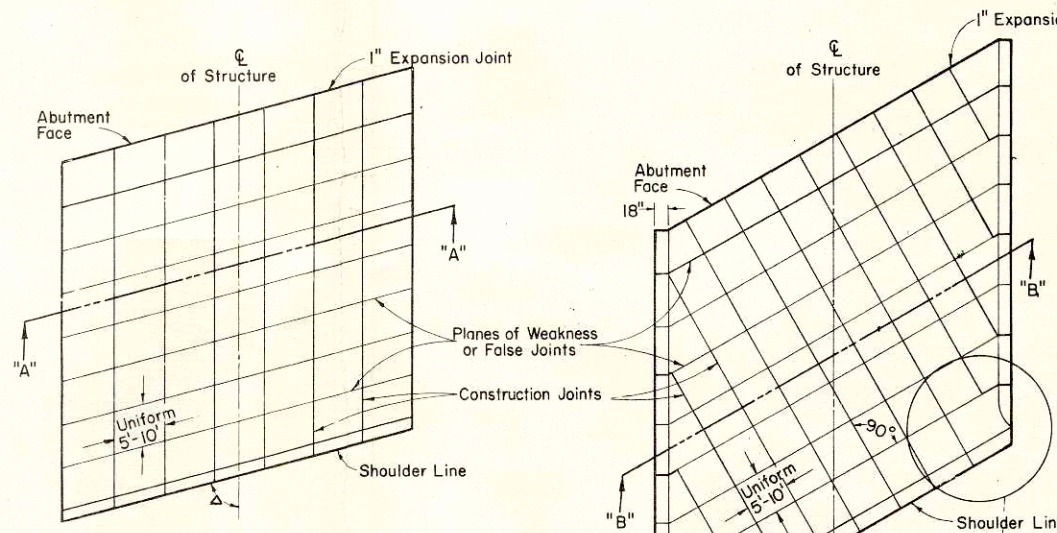 ℄
of Structure
1" Expansion Joint
Abutment
Face
"A"
"A"
Uniform
5'-10'
Δ
Shoulder Line
Planes of Weakness
or False Joints
Construction Joints
℄
of Structure
1" Expansio
Abutment
Face
18"
"B"
90°
Uniform
5'-10'
"B"
Shoulder Lin